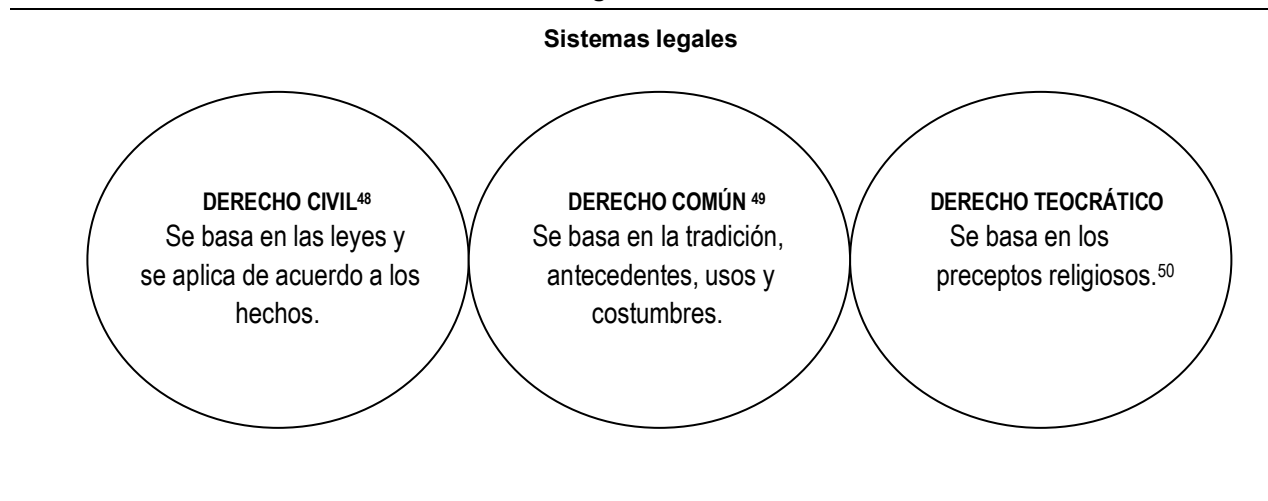 Sistemas legales
DERECHO CIVIL48
Se basa en las leyes y
se aplica de acuerdo a los
hechos.
DERECHO COMÚN 49
Se basa en la tradición,
antecedentes, usos y
costumbres.
DERECHO TEOCRÁTICO
Se basa en los
preceptos religiosos.50